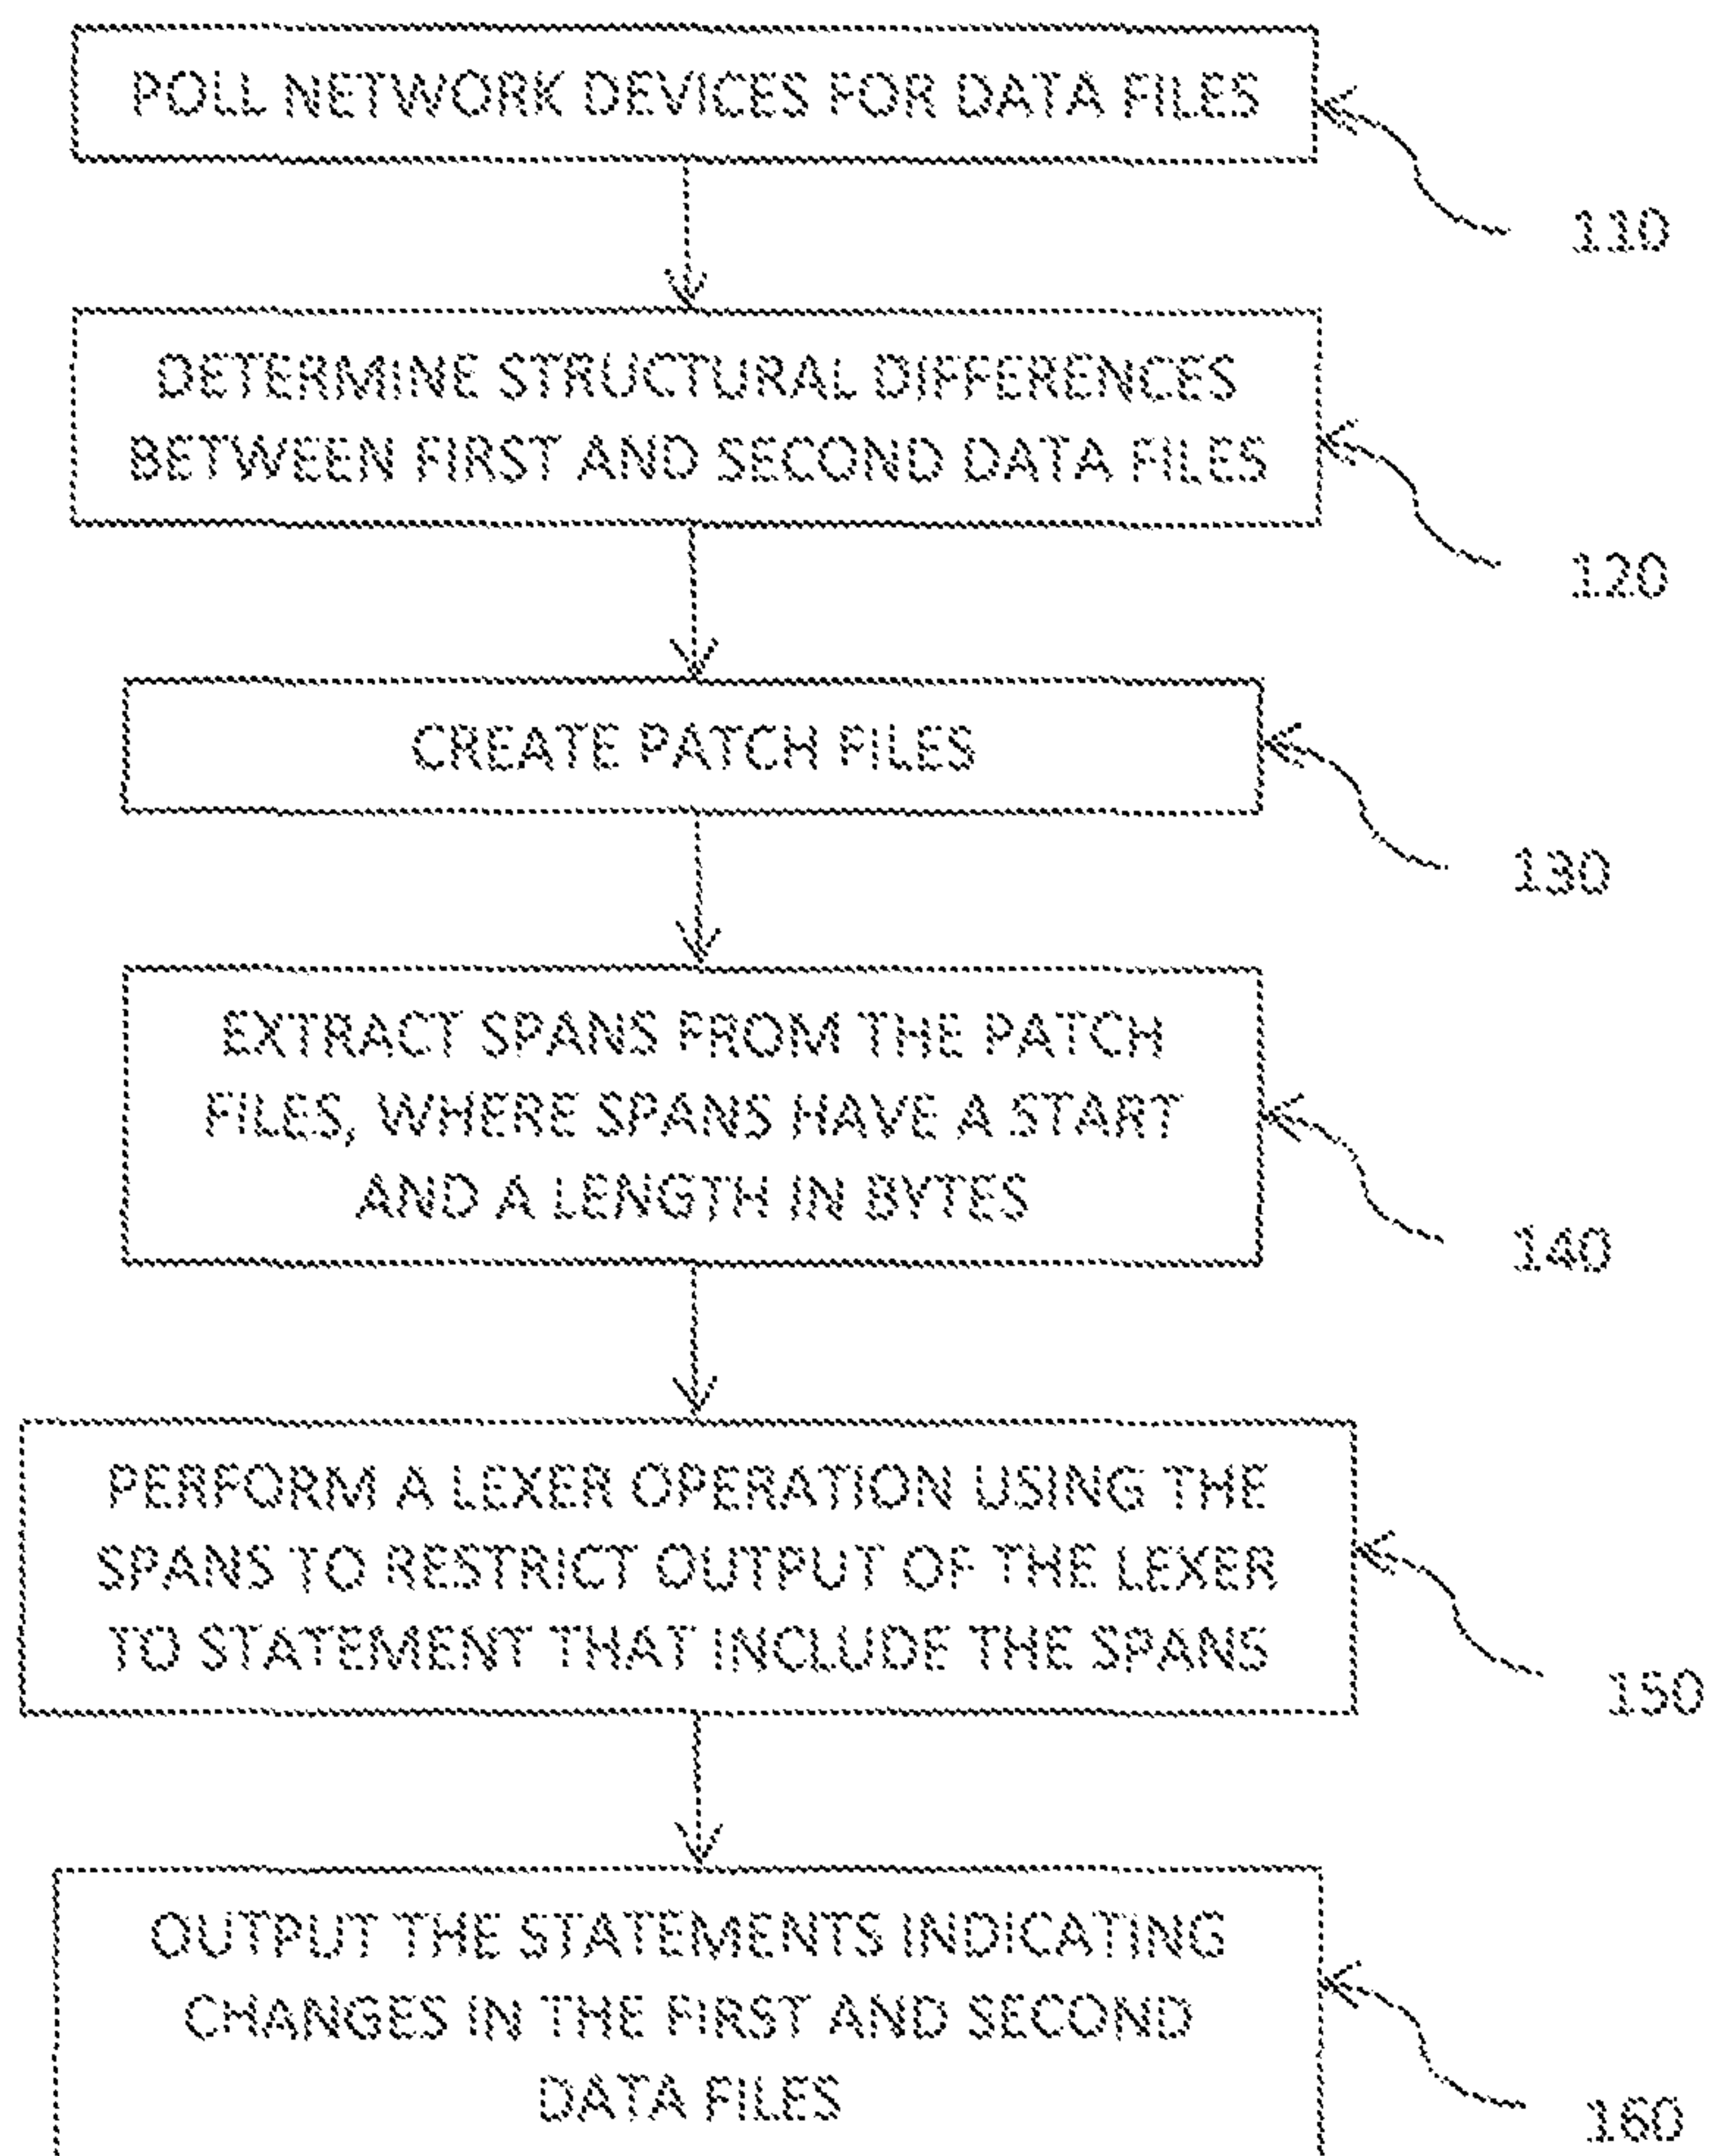 POLL NETWORK DEVICES FOR DATA FILES
110
DETERMINE STRUCTURAL DIFFERENCES
BETWEEN FIRST AND SECOND DATA FILES
120
CREATE PATCH FILES
130
EXTRACT SPANS FROM THE PATCH
FILES, WHERE SPANS HAVE A START
AND A LENGTH IN BYTES
140
PERFORM A LEXER OPERATION USING THE
SPANS TO RESTRICT OUTPUT OF THE LEXER
TO STATEMENT THAT INCLUDE THE SPANS
150
OUTPUT THE STATEMENTS INDICATING
CHANGES IN THE FIRST AND SECOND
DATA FILES
160